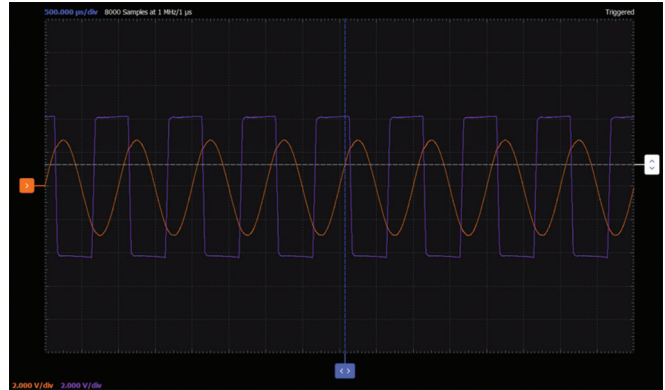 500.000 µs/div 8000 Samples at 1 MHz/1 µs Triggered
2.000 V/div 2.000 V/div